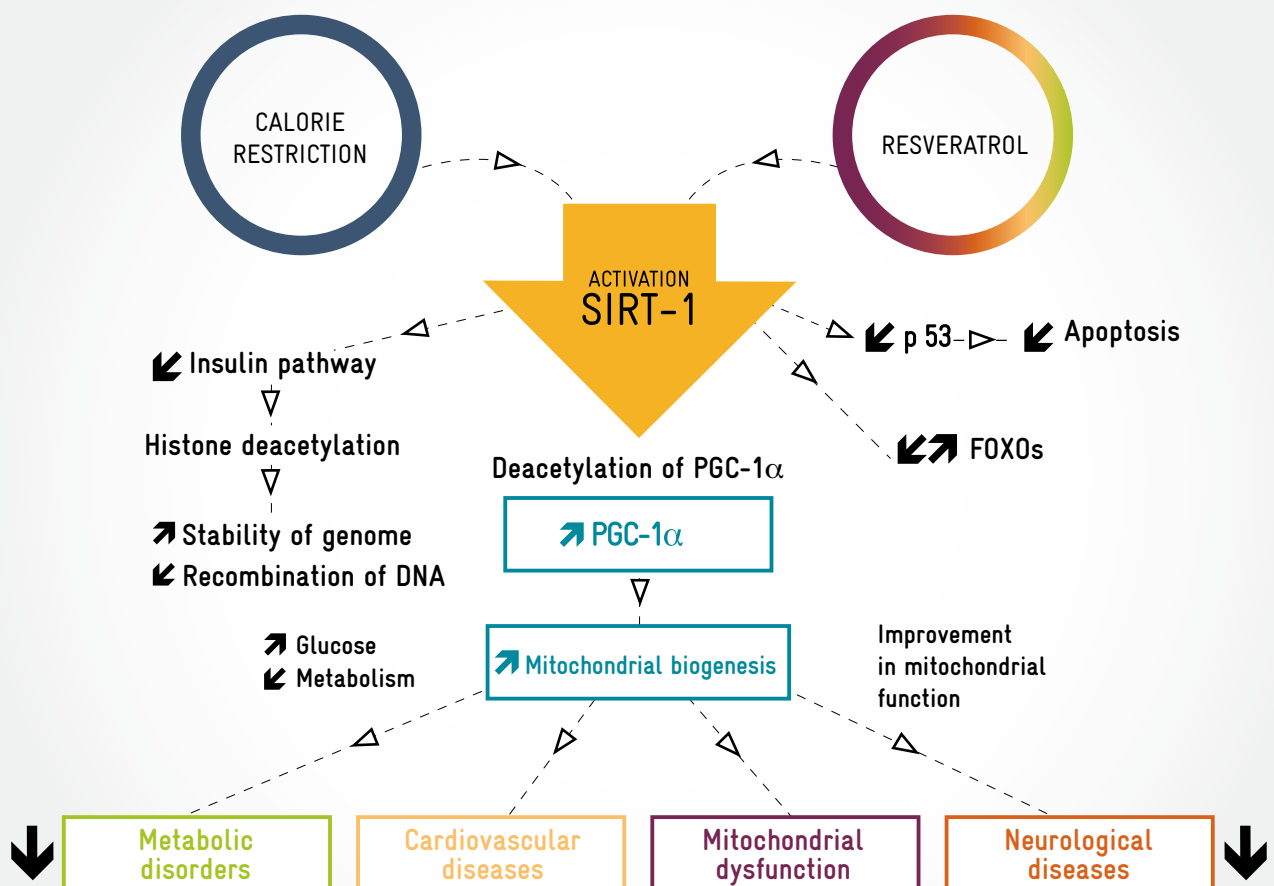 CALORIE
RESTRICTION
RESVERATROL
ACTIVATION
SIRT-1
Insulin pathway
p 53
Apoptosis
Histone deacetylation
FOXOs
Deacetylation of PGC-1α
Stability of genome
Recombination of DNA
PGC-1α
Glucose
Metabolism
Mitochondrial biogenesis
Improvement
in mitochondrial
function
Metabolic
disorders
Cardiovascular
diseases
Mitochondrial
dysfunction
Neurological
diseases